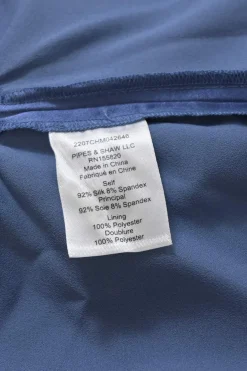 2207CHM042648
PIPES & SHAW LLC
RN155820
Made in China
Fabriqué en Chine
Self
92% Silk 8% Spandex
Principal
92% Soie 8% Spandex
Lining
100% Polyester
Doublure
100% Polyester